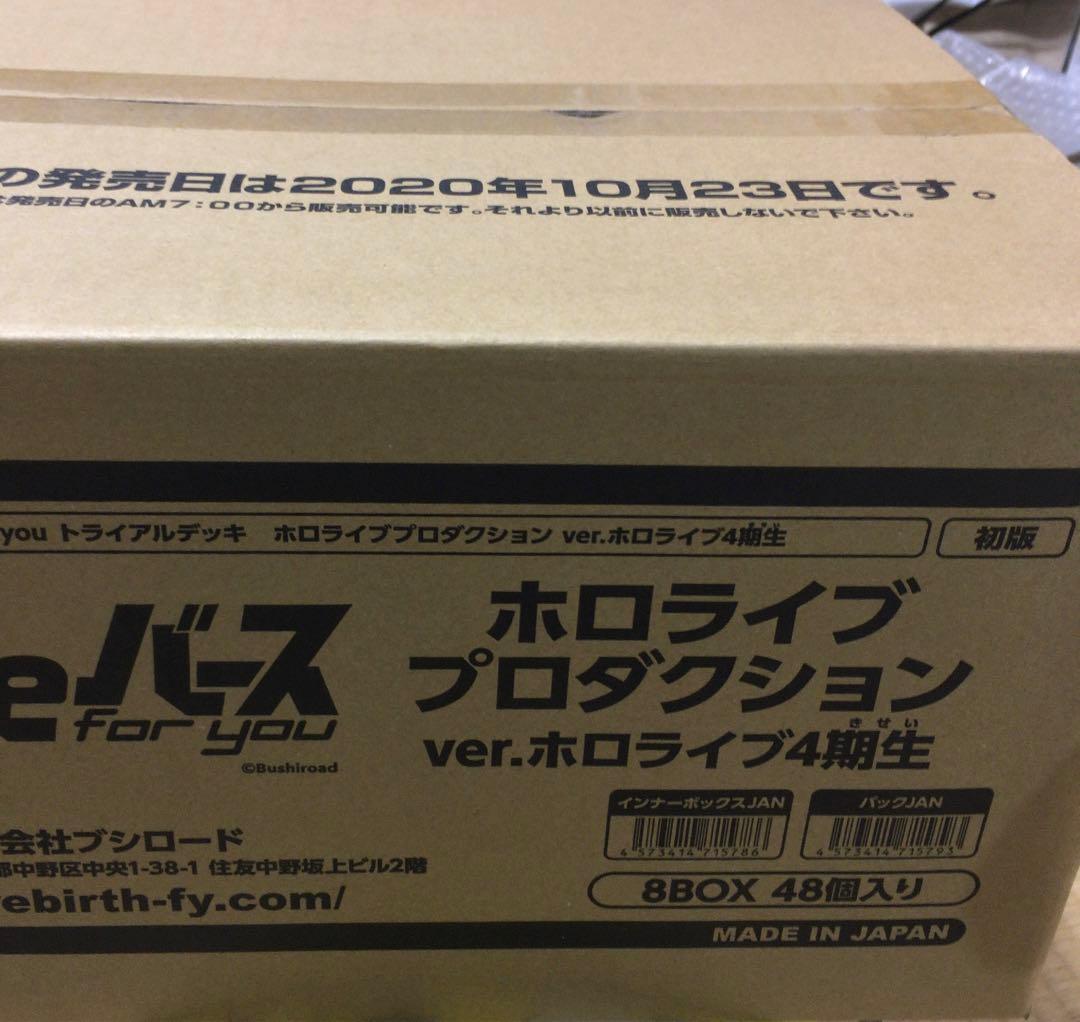 の発売日は2020年10月23日です。
は発売日のAM7:00から販売可能です。それより以前に販売しないで下さい。
you トライアルデッキ ホロライブプロダクション ver.ホロライブ4期生
初版
eバース
for you
©Bushiroad
ホロライブ
プロダクション
きせい
ver.ホロライブ4期生
インナーボックスJAN
4 573414 715786
パックJAN
4 573414 715793
会社ブシロード
都中野区中央1-38-1 住友中野坂上ビル2階
ebirth-fy.com/
8BOX 48個入り
MADE IN JAPAN